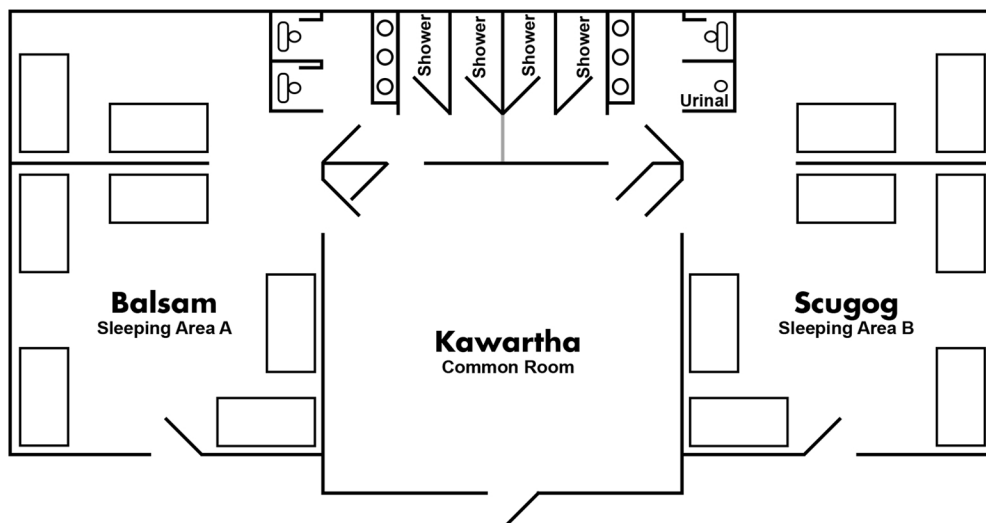 Shower
Shower
Shower
Shower
Urinal
Balsam
Sleeping Area A
Kawartha
Common Room
Scugog
Sleeping Area B